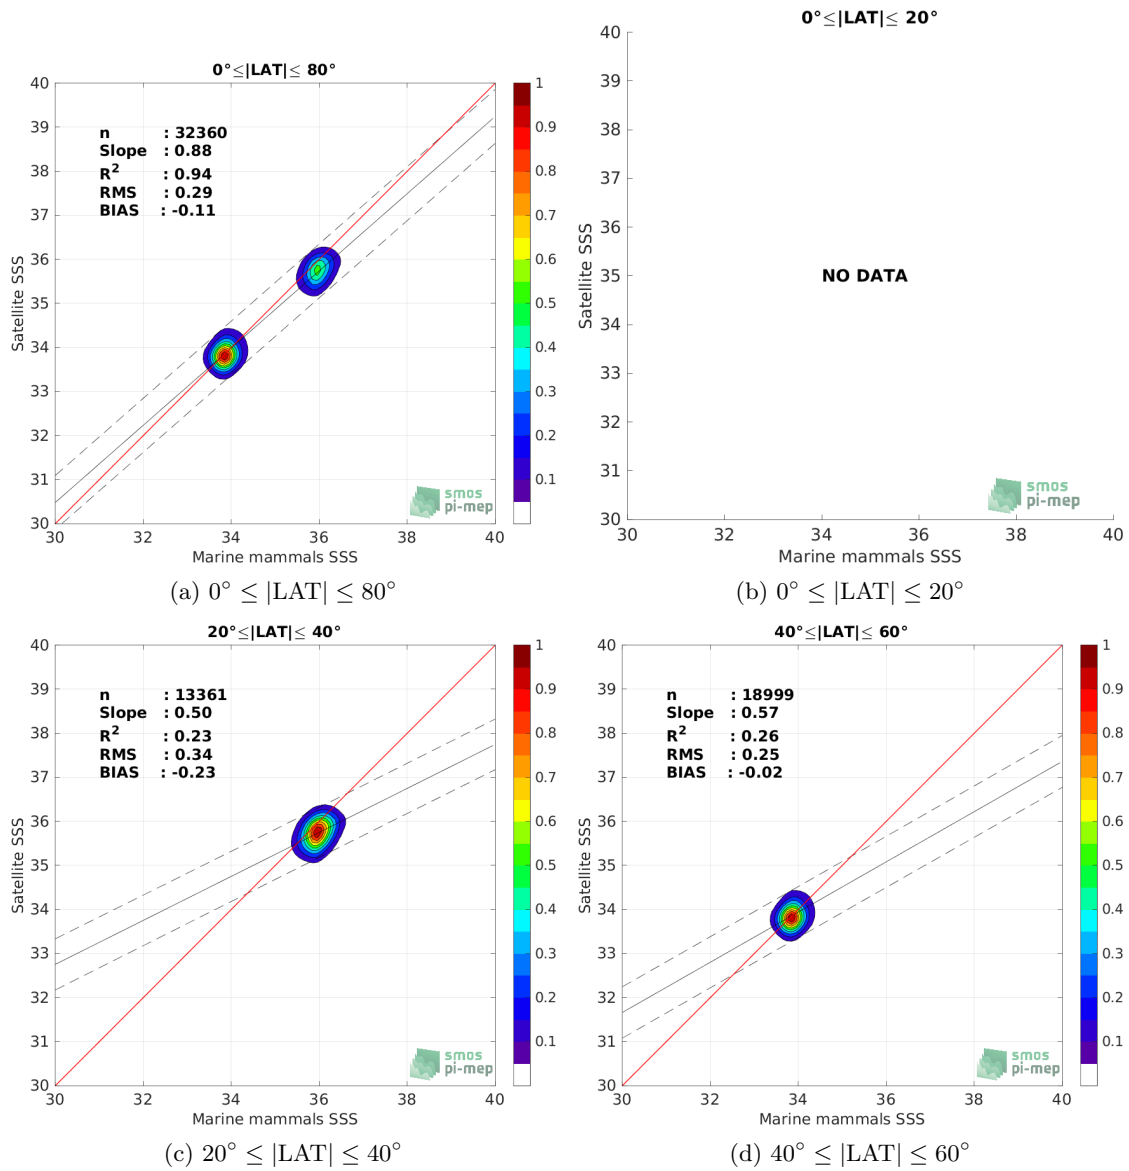 0°≤|LAT|≤ 80°
n : 32360
Slope : 0.88
R² : 0.94
RMS : 0.29
BIAS : -0.11
40
39
38
37
36
35
34
33
32
31
30
Satellite SSS
30 32 34 36 38 40
Marine mammals SSS
smos
pi-mep
1
0.9
0.8
0.7
0.6
0.5
0.4
0.3
0.2
0.1
(a) 0° ≤ |LAT| ≤ 80°
0°≤|LAT|≤ 20°
40
39
38
37
36
35
34
33
32
31
30
Satellite SSS
NO DATA
30 32 34 36 38 40
Marine mammals SSS
smos
pi-mep
(b) 0° ≤ |LAT| ≤ 20°
20°≤|LAT|≤ 40°
n : 13361
Slope : 0.50
R² : 0.23
RMS : 0.34
BIAS : -0.23
40
39
38
37
36
35
34
33
32
31
30
Satellite SSS
30 32 34 36 38 40
Marine mammals SSS
smos
pi-mep
1
0.9
0.8
0.7
0.6
0.5
0.4
0.3
0.2
0.1
(c) 20° ≤ |LAT| ≤ 40°
40°≤|LAT|≤ 60°
n : 18999
Slope : 0.57
R² : 0.26
RMS : 0.25
BIAS : -0.02
40
39
38
37
36
35
34
33
32
31
30
Satellite SSS
30 32 34 36 38 40
Marine mammals SSS
smos
pi-mep
1
0.9
0.8
0.7
0.6
0.5
0.4
0.3
0.2
0.1
(d) 40° ≤ |LAT| ≤ 60°